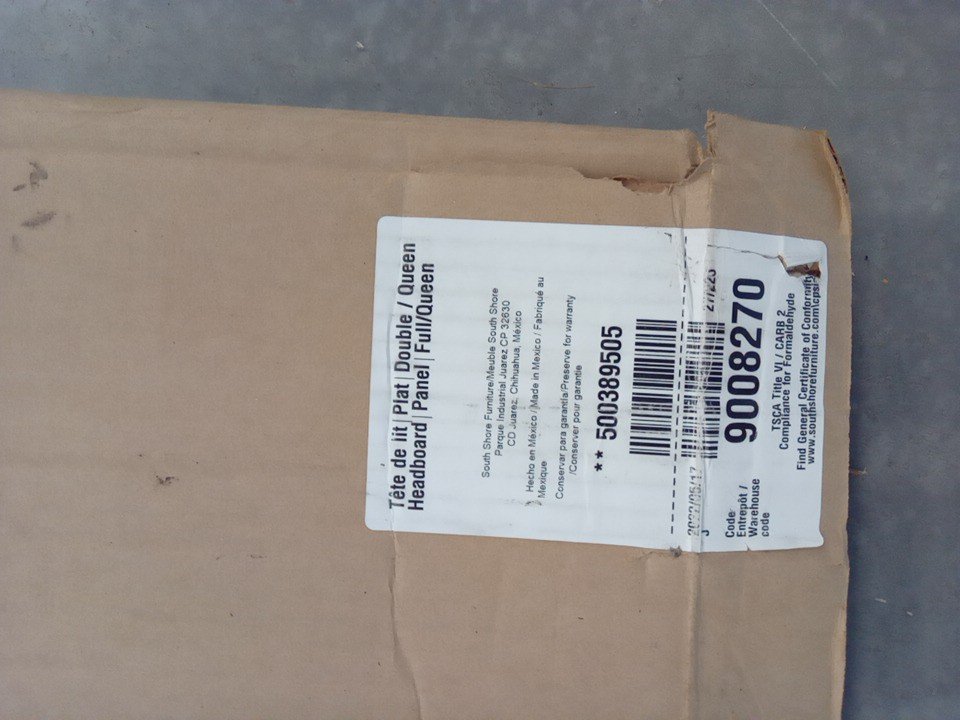 Tête de lit | Plat | Double / Queen
Headboard | Panel | Full/Queen
South Shore Furniture/Meuble South Shore
Parque Industrial Juarez CP 32630
CD Juarez, Chihuahua, México
Hecho en México / Made in Mexico / Fabriqué au
Mexique
Conservar para garantia/Preserve for warranty
/Conserver pour garantie
** 500389505
Code
Entrepôt /
Warehouse
code
9008270
TSCA Title VI / CARB 2
Compliance for Formaldehyde
Find General Certificate of Conformity
www.southshorefurniture.com\cpsi